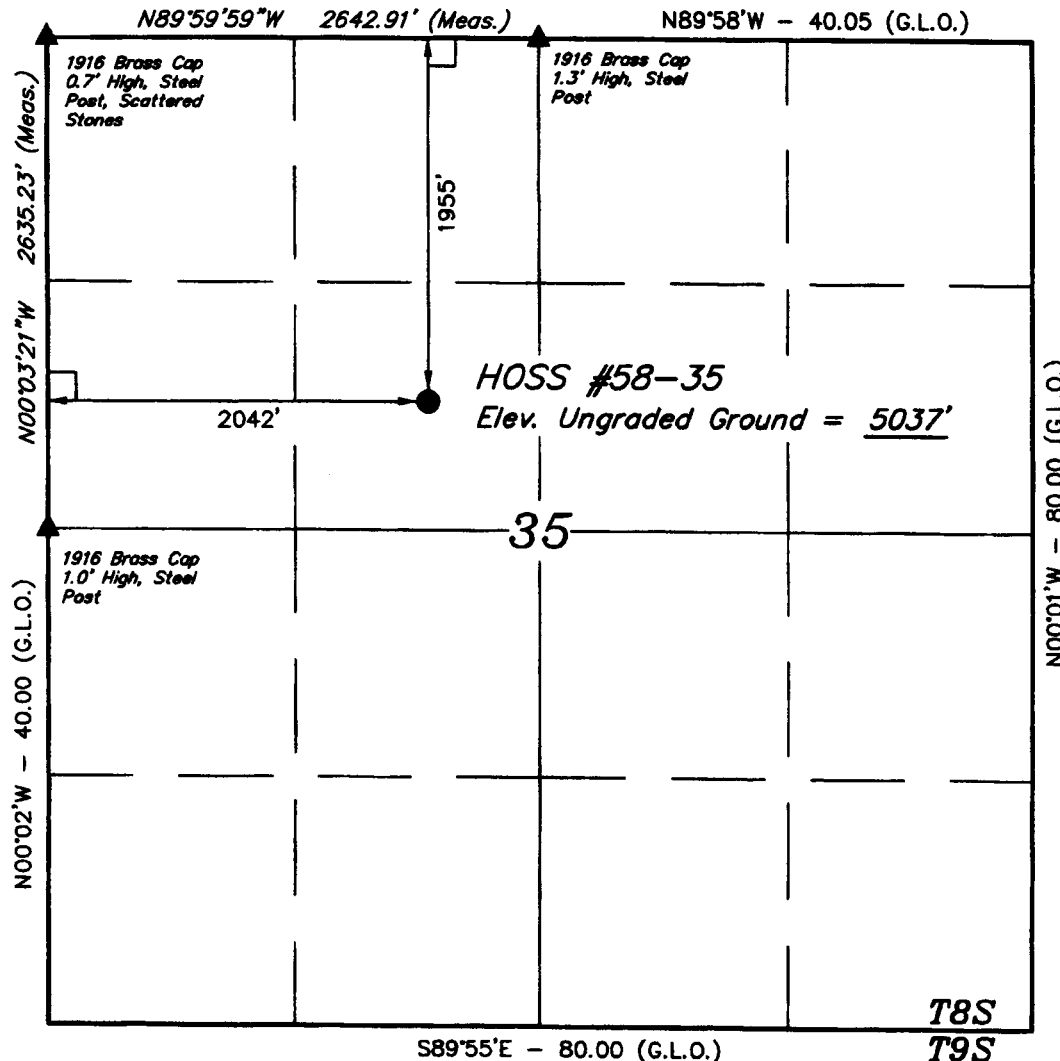 N89°59'59"W 2642.91' (Meas.)
N89°58'W – 40.05 (G.L.O.)
1916 Brass Cap
0.7' High, Steel
Post, Scattered
Stones
1916 Brass Cap
1.3' High, Steel
Post
N00°03'21"W 2635.23' (Meas.)
1955'
HOSS #58-35
Elev. Ungraded Ground = 5037'
2042'
35
1916 Brass Cap
1.0' High, Steel
Post
N00°02'W – 40.00 (G.L.O.)
N00°01'W – 80.00 (G.L.O.)
T8S
T9S
S89°55'E – 80.00 (G.L.O.)